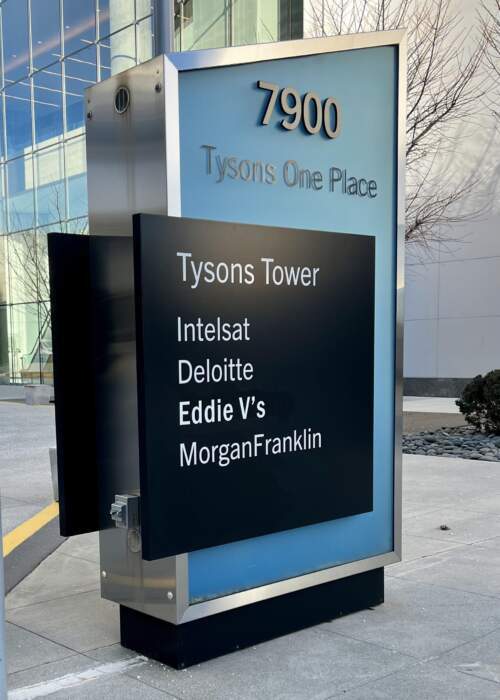 7900
Tysons One Place
Tysons Tower
Intelsat
Deloitte
Eddie V's
MorganFranklin